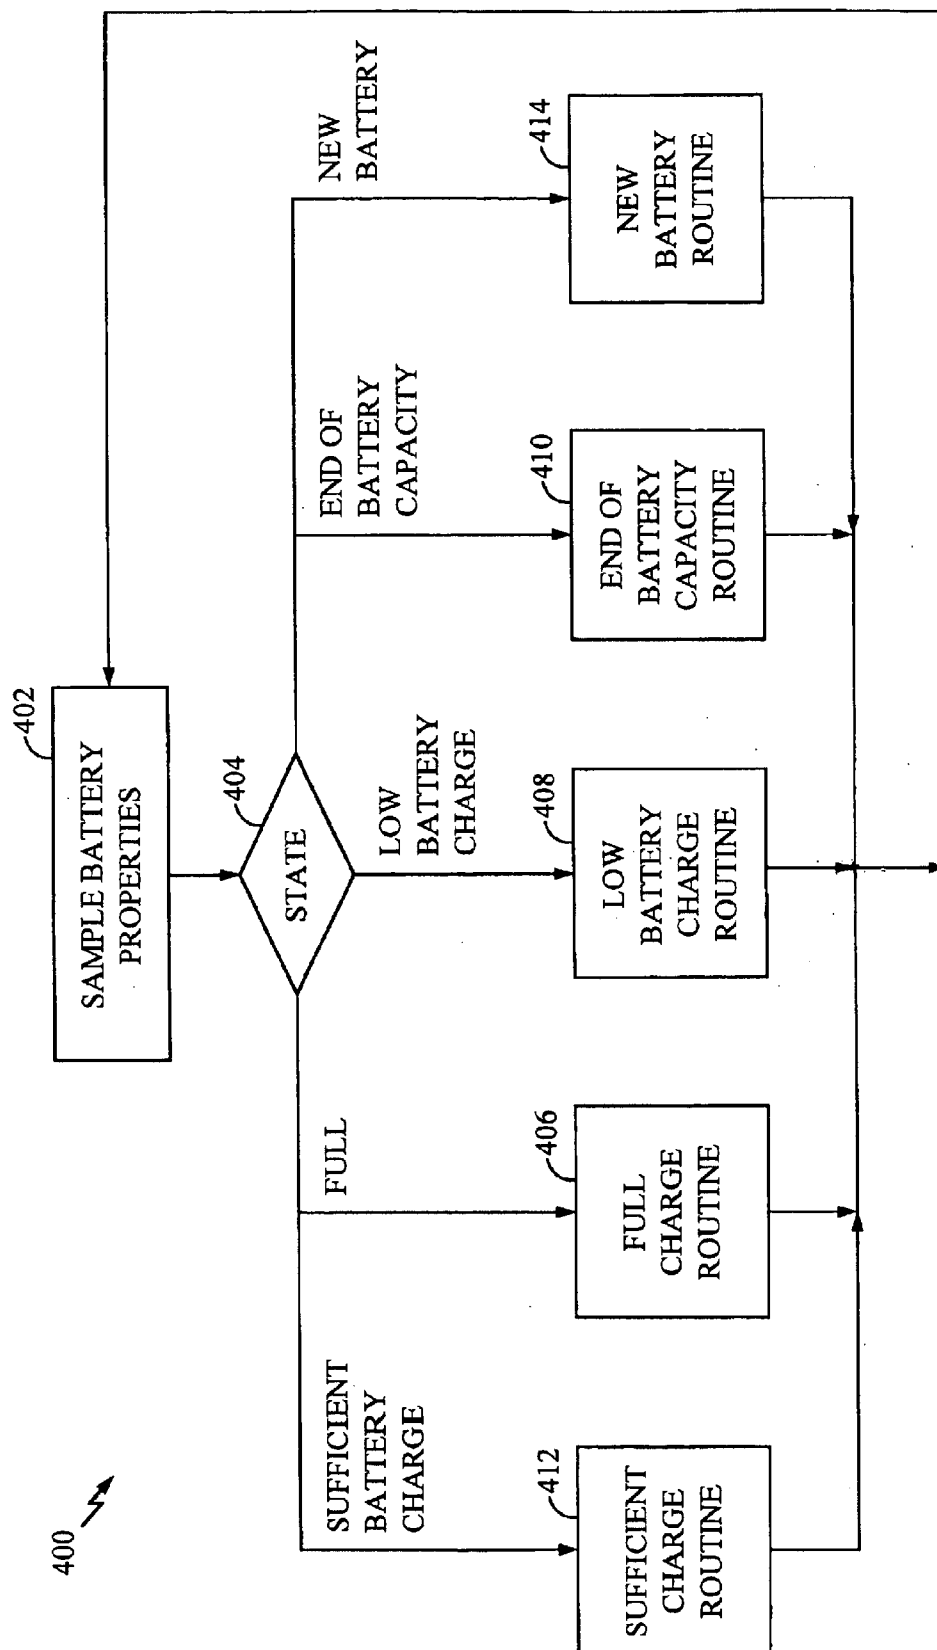 400
402
SAMPLE BATTERY
PROPERTIES
404
STATE
SUFFICIENT
BATTERY
CHARGE
FULL
LOW
BATTERY
CHARGE
END OF
BATTERY
CAPACITY
NEW
BATTERY
412
SUFFICIENT
CHARGE
ROUTINE
406
FULL
CHARGE
ROUTINE
408
LOW
BATTERY
CHARGE
ROUTINE
410
END OF
BATTERY
CAPACITY
ROUTINE
414
NEW
BATTERY
ROUTINE